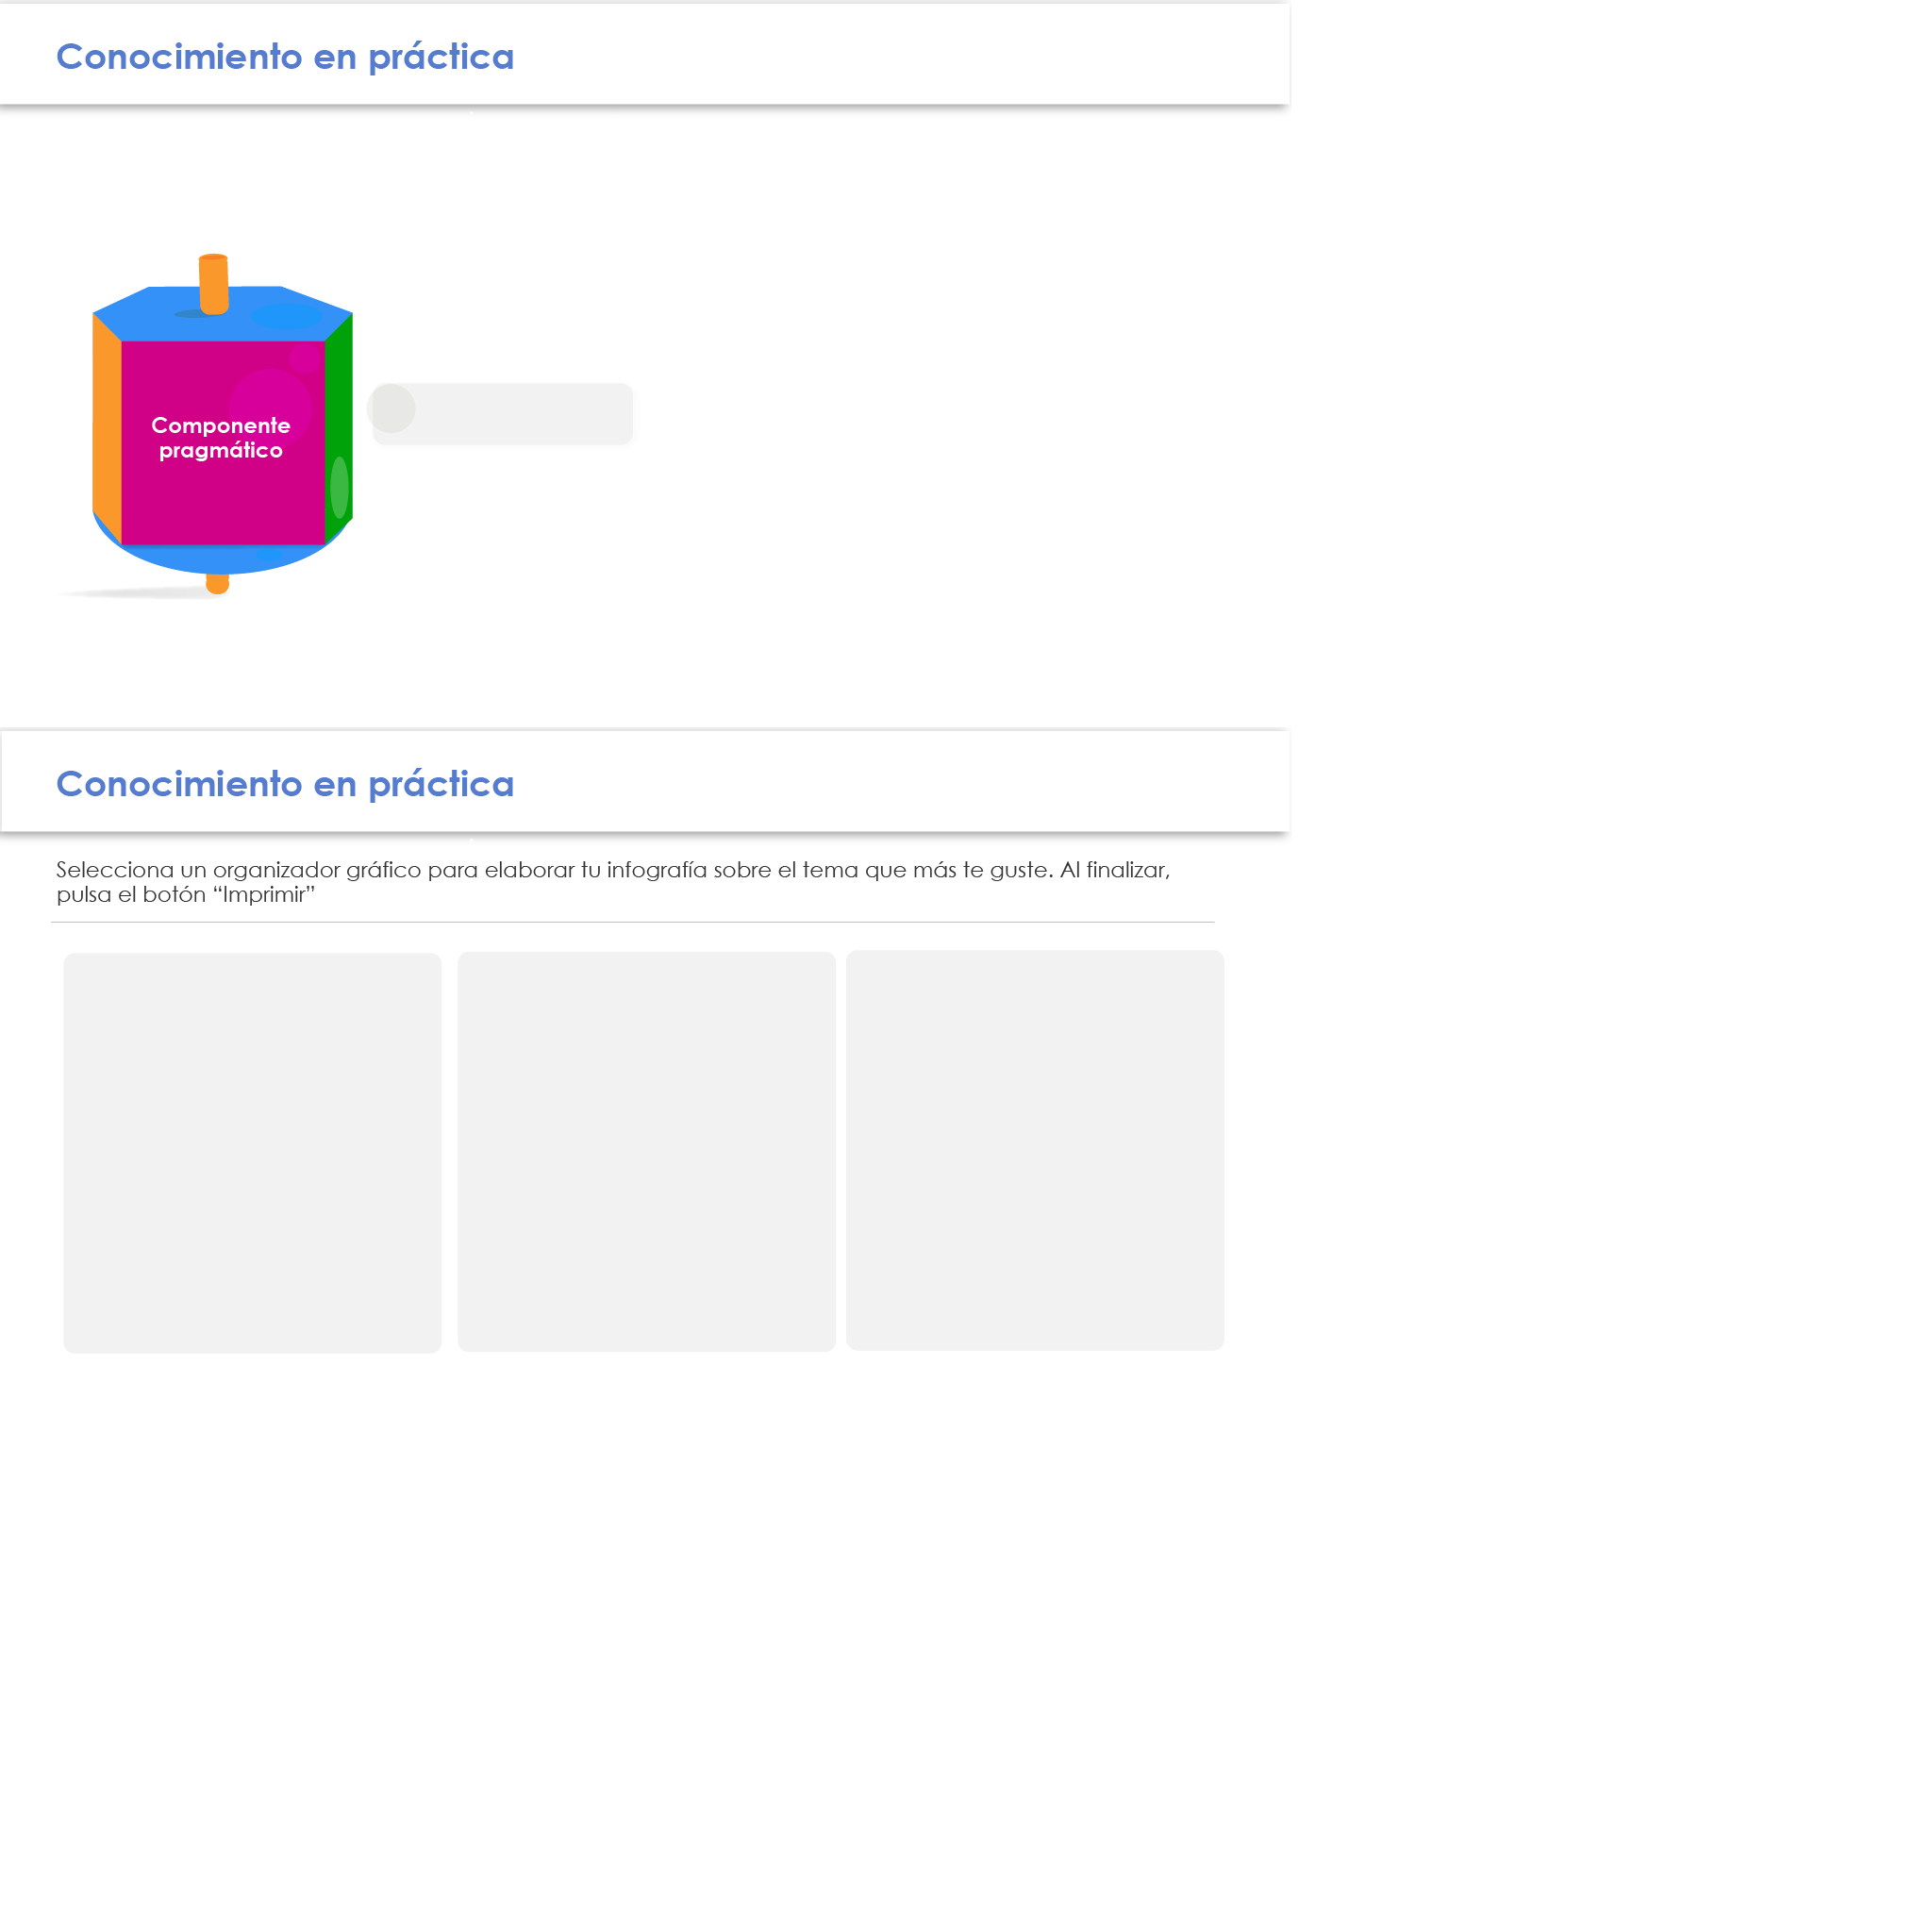 Conocimiento en práctica
Componente
pragmático
Conocimiento en práctica
Selecciona un organizador gráfico para elaborar tu infografía sobre el tema que más te guste. Al finalizar,
pulsa el botón “Imprimir”